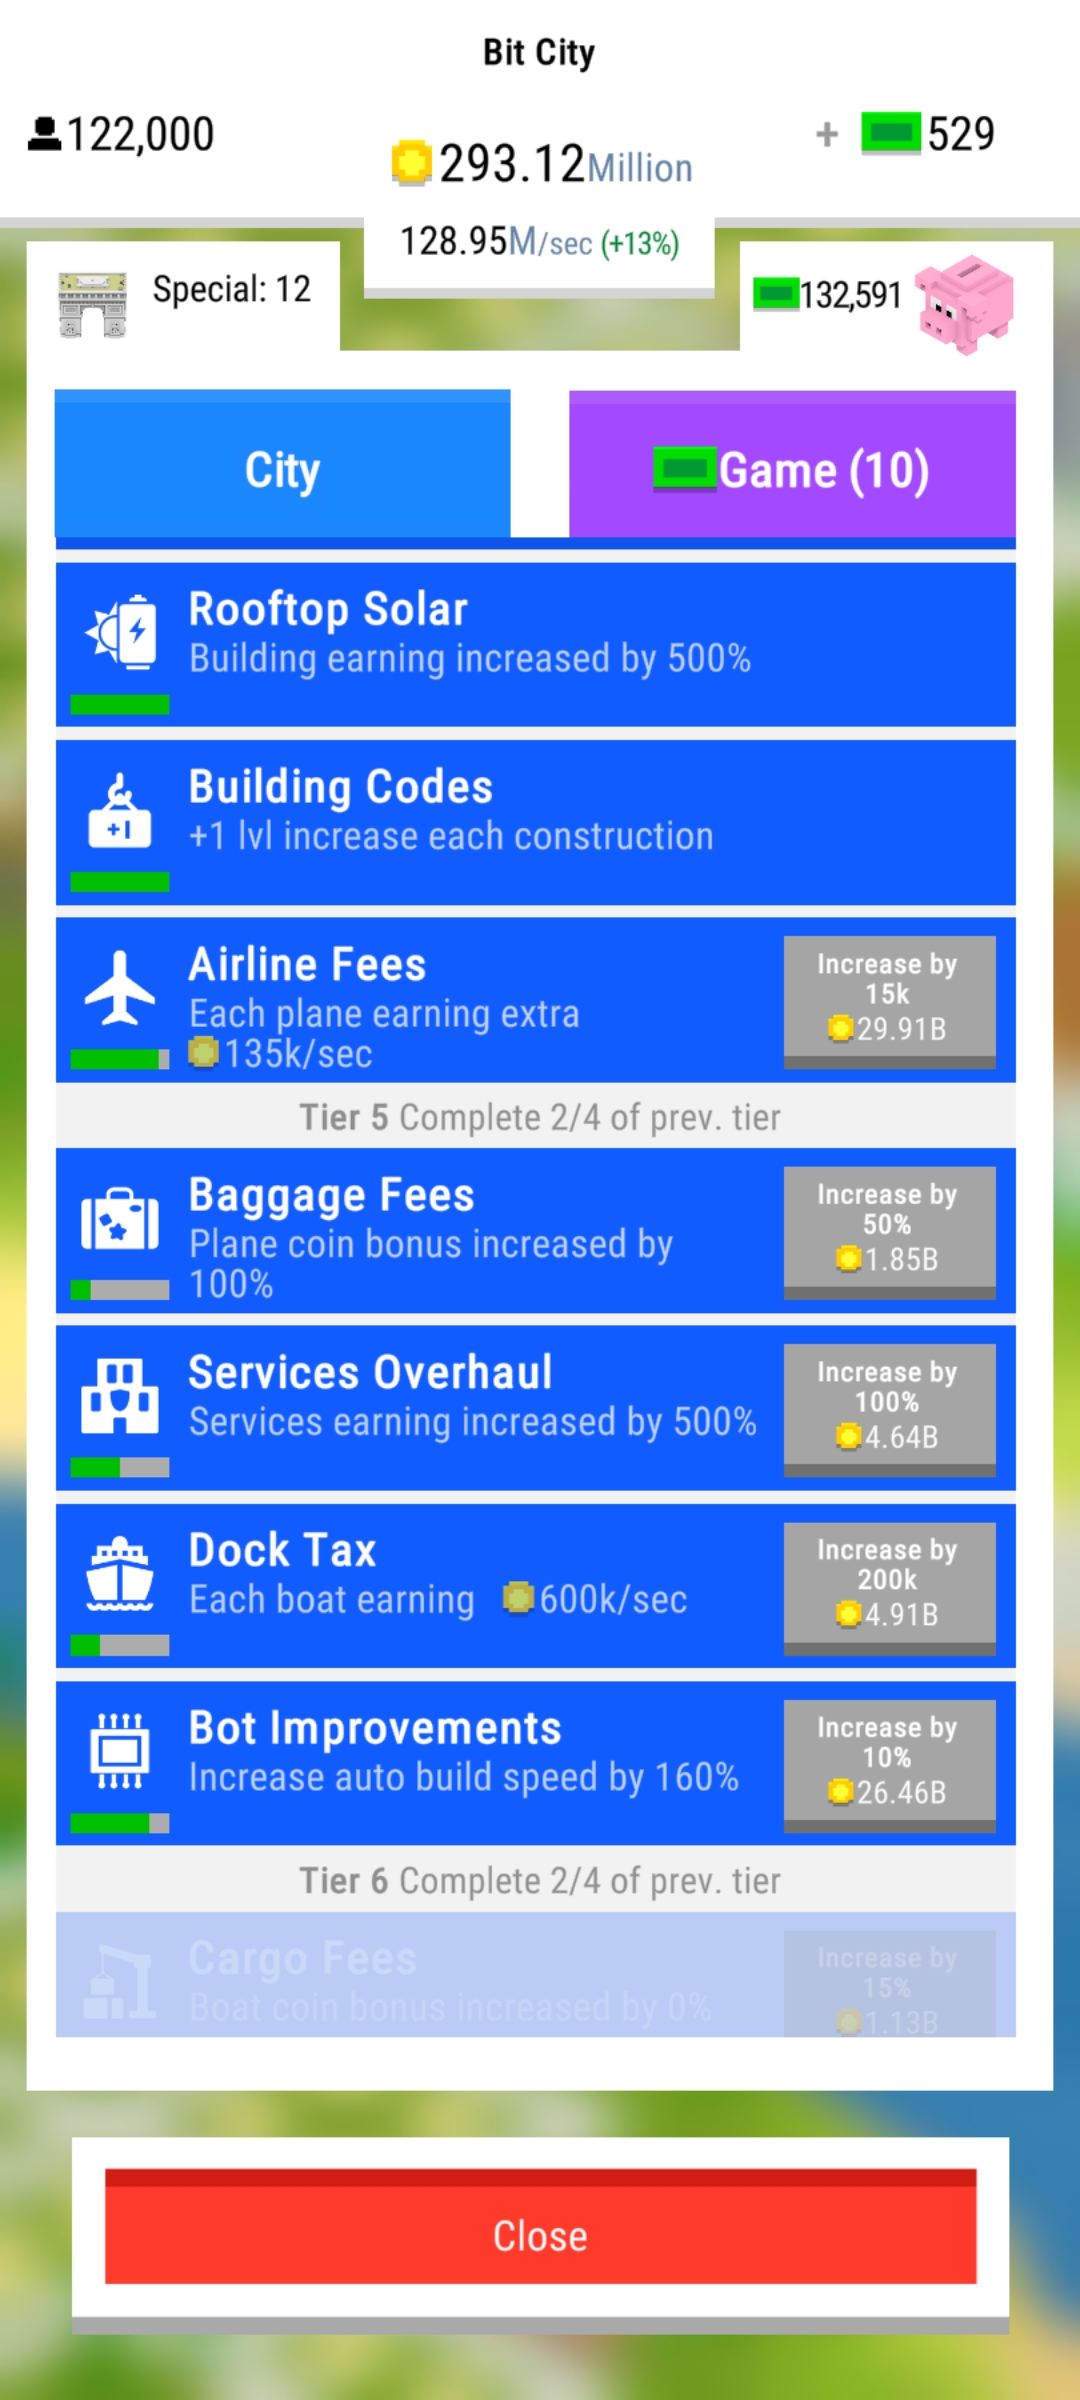 Bit City
122,000
293.12Million
+ 529
128.95M/sec (+13%)
Special: 12
132,591
City
Game (10)
Rooftop Solar
Building earning increased by 500%
Building Codes
+1 lvl increase each construction
+1
Airline Fees
Each plane earning extra
135k/sec
Increase by
15k
29.91B
Tier 5 Complete 2/4 of prev. tier
Baggage Fees
Plane coin bonus increased by
100%
Increase by
50%
1.85B
Services Overhaul
Services earning increased by 500%
Increase by
100%
4.64B
Dock Tax
Each boat earning 600k/sec
Increase by
200k
4.91B
Bot Improvements
Increase auto build speed by 160%
Increase by
10%
26.46B
Tier 6 Complete 2/4 of prev. tier
Cargo Fees
Boat coin bonus increased by 0%
Increase by
15%
1.13B
Close